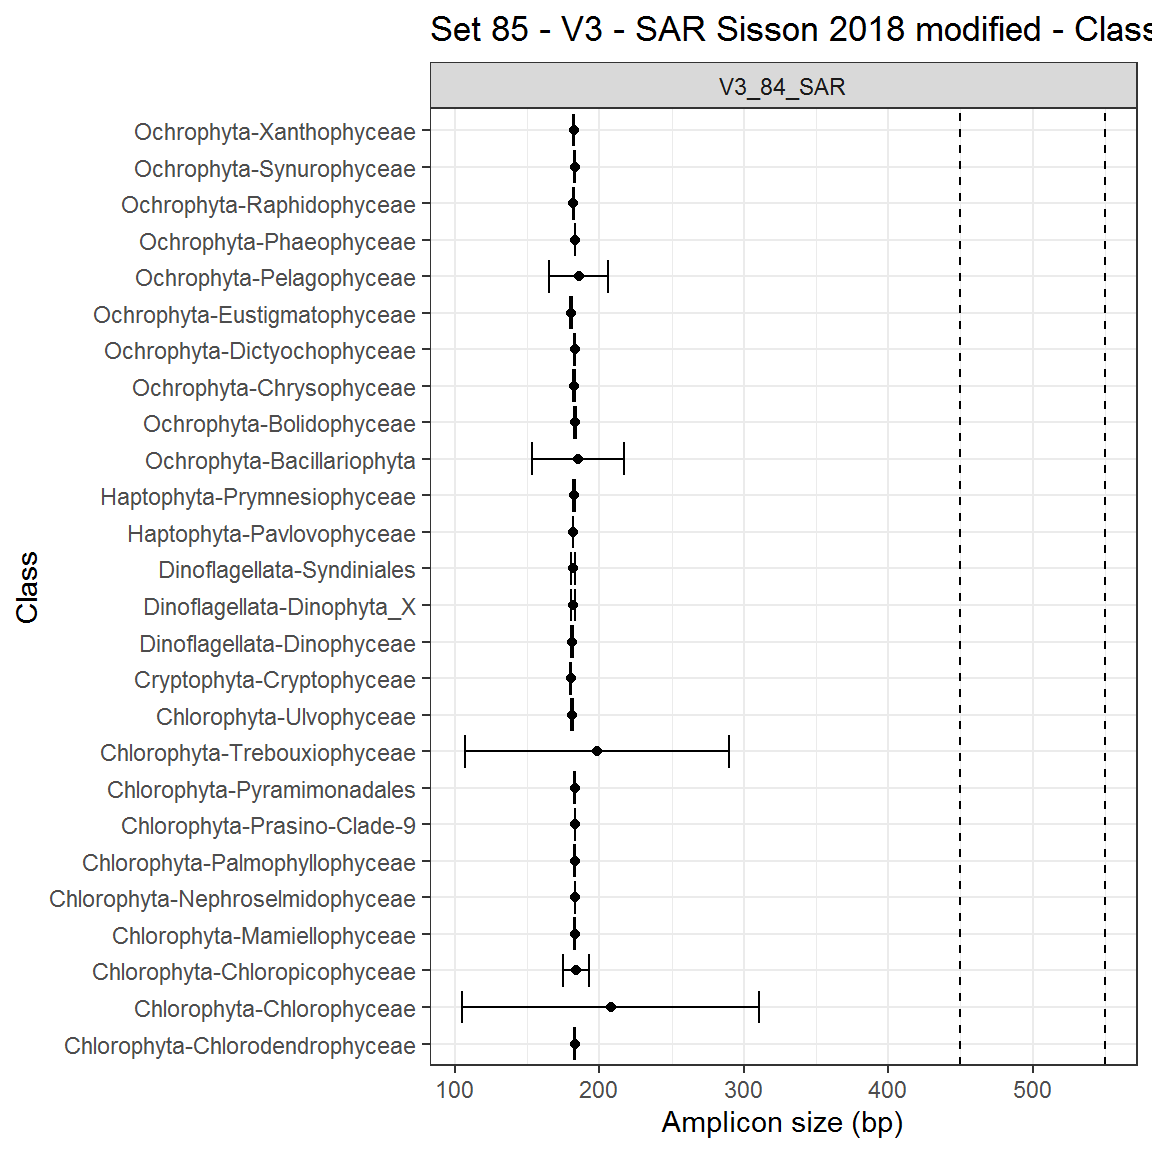 Set 85 - V3 - SAR Sisson 2018 modified - Class
V3_84_SAR
Ochrophyta-Xanthophyceae
Ochrophyta-Synurophyceae
Ochrophyta-Raphidophyceae
Ochrophyta-Phaeophyceae
Ochrophyta-Pelagophyceae
Ochrophyta-Eustigmatophyceae
Ochrophyta-Dictyochophyceae
Ochrophyta-Chrysophyceae
Ochrophyta-Bolidophyceae
Ochrophyta-Bacillariophyta
Haptophyta-Prymnesiophyceae
Haptophyta-Pavlovophyceae
Dinoflagellata-Syndiniales
Dinoflagellata-Dinophyta_X
Dinoflagellata-Dinophyceae
Cryptophyta-Cryptophyceae
Chlorophyta-Ulvophyceae
Chlorophyta-Trebouxiophyceae
Chlorophyta-Pyramimonadales
Chlorophyta-Prasino-Clade-9
Chlorophyta-Palmophyllophyceae
Chlorophyta-Nephroselmidophyceae
Chlorophyta-Mamiellophyceae
Chlorophyta-Chloropicophyceae
Chlorophyta-Chlorophyceae
Chlorophyta-Chlorodendrophyceae
Class
100 200 300 400 500
Amplicon size (bp)